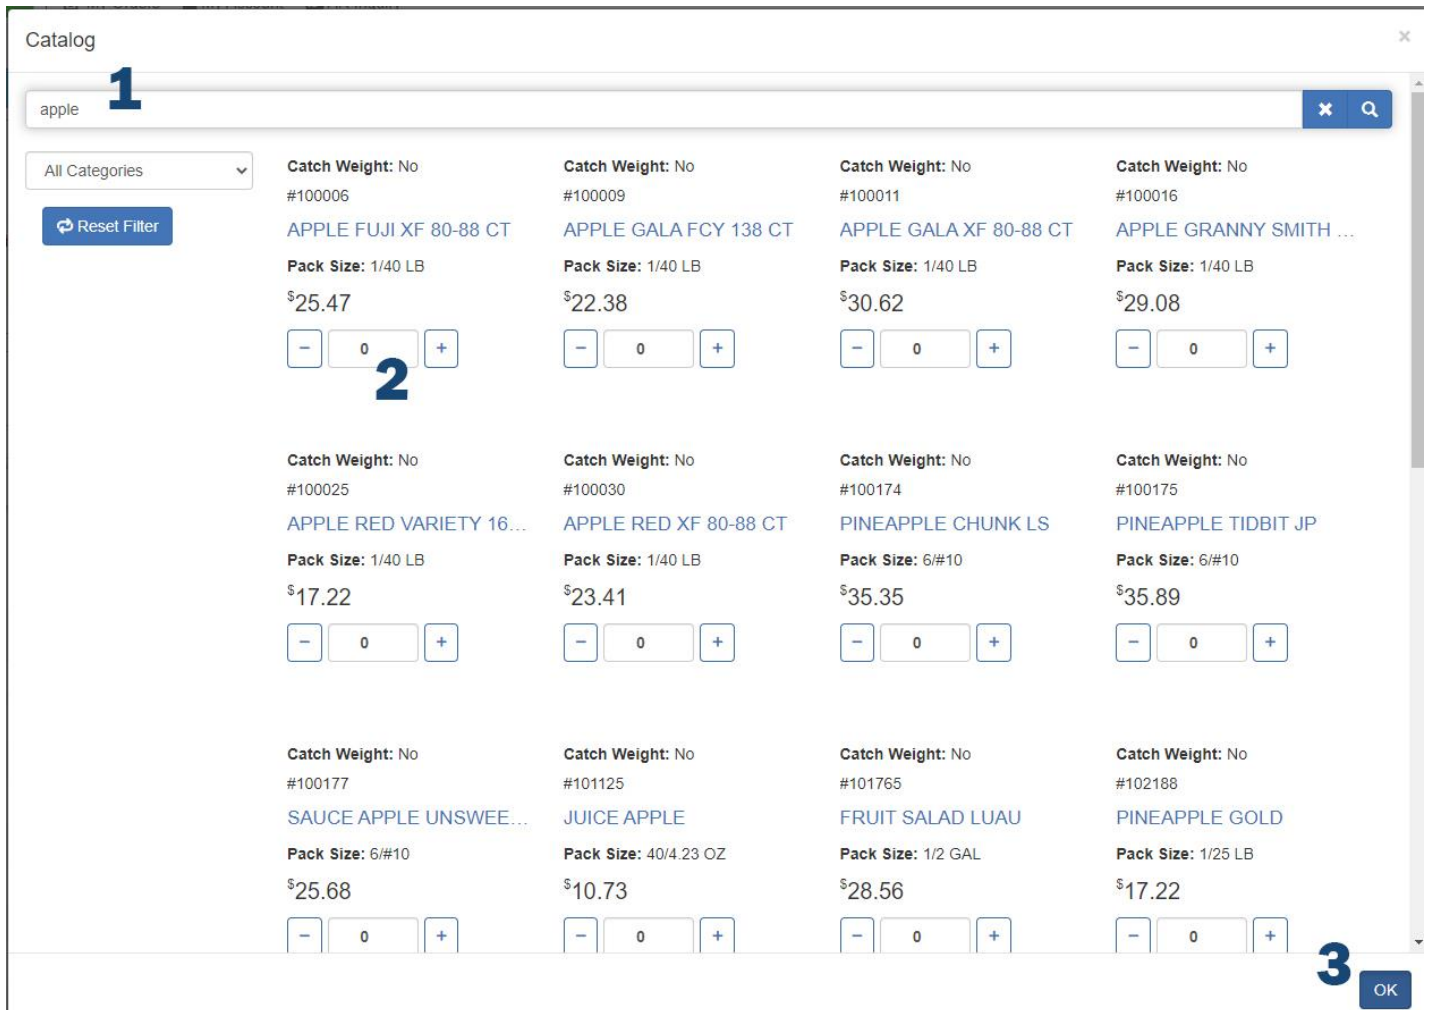 Catalog
×
1
apple
All Categories
Reset Filter
Catch Weight: No
#100006
APPLE FUJI XF 80-88 CT
Pack Size: 1/40 LB
$25.47
− 0 +
2
Catch Weight: No
#100009
APPLE GALA FCY 138 CT
Pack Size: 1/40 LB
$22.38
− 0 +
Catch Weight: No
#100011
APPLE GALA XF 80-88 CT
Pack Size: 1/40 LB
$30.62
− 0 +
Catch Weight: No
#100016
APPLE GRANNY SMITH ...
Pack Size: 1/40 LB
$29.08
− 0 +
Catch Weight: No
#100025
APPLE RED VARIETY 16...
Pack Size: 1/40 LB
$17.22
− 0 +
Catch Weight: No
#100030
APPLE RED XF 80-88 CT
Pack Size: 1/40 LB
$23.41
− 0 +
Catch Weight: No
#100174
PINEAPPLE CHUNK LS
Pack Size: 6/#10
$35.35
− 0 +
Catch Weight: No
#100175
PINEAPPLE TIDBIT JP
Pack Size: 6/#10
$35.89
− 0 +
Catch Weight: No
#100177
SAUCE APPLE UNSWEE...
Pack Size: 6/#10
$25.68
− 0 +
Catch Weight: No
#101125
JUICE APPLE
Pack Size: 40/4.23 OZ
$10.73
− 0 +
Catch Weight: No
#101765
FRUIT SALAD LUAU
Pack Size: 1/2 GAL
$28.56
− 0 +
Catch Weight: No
#102188
PINEAPPLE GOLD
Pack Size: 1/25 LB
$17.22
− 0 +
3
OK